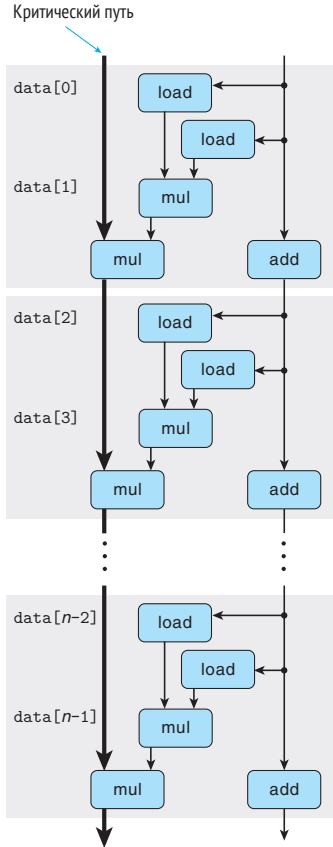 Критический путь
data[0]
load
load
data[1]
mul
mul
add
data[2]
load
load
data[3]
mul
mul
add
data[n-2]
load
load
data[n-1]
mul
mul
add